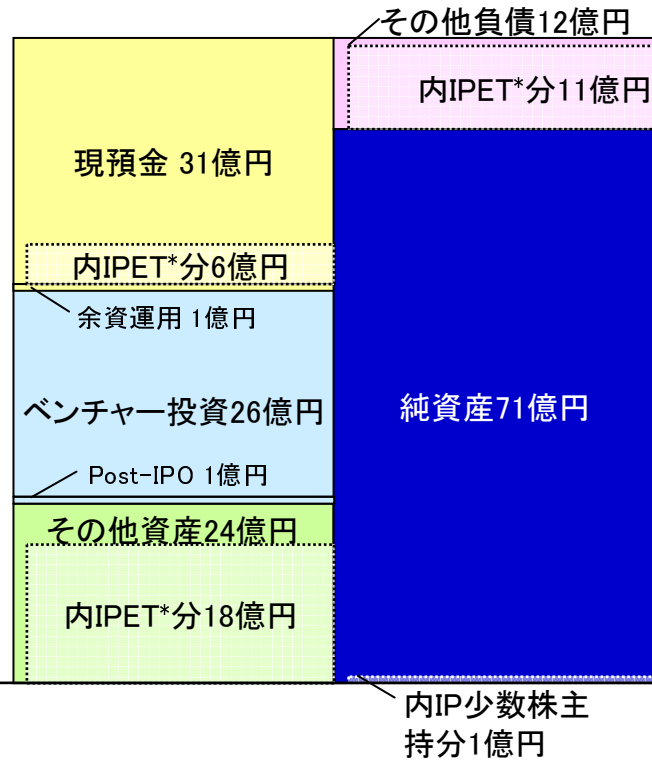 その他負債12億円
内IPET*分11億円
現預金 31億円
内IPET*分6億円
余資運用 1億円
ベンチャー投資26億円
純資産71億円
Post-IPO 1億円
その他資産24億円
内IPET*分18億円
内IP少数株主
持分1億円